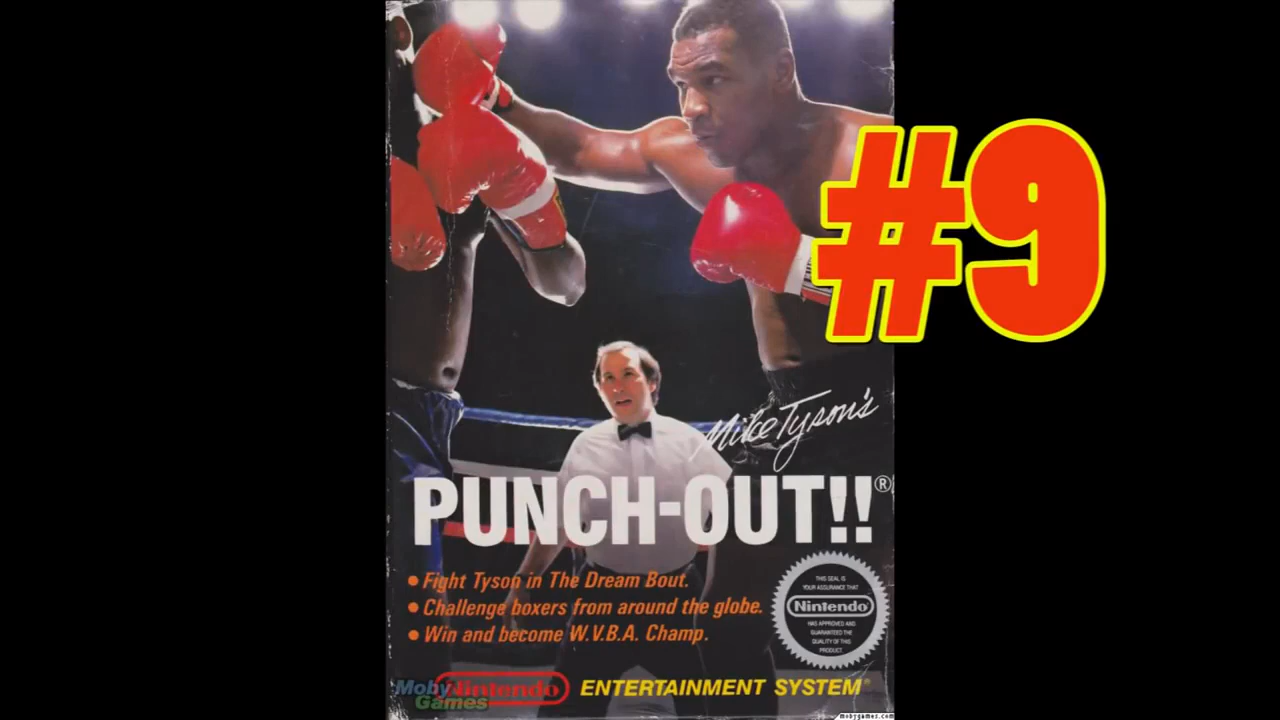 #9
Mike Tyson's
PUNCH-OUT!!®
• Fight Tyson in The Dream Bout.
• Challenge boxers from around the globe.
• Win and become W.V.B.A. Champ.
THIS SEAL IS
YOUR ASSURANCE THAT
Nintendo
HAS APPROVED AND
GUARANTEED THE
QUALITY OF THIS
PRODUCT.
Nintendo ENTERTAINMENT SYSTEM
Moby
Games
mobygames.com